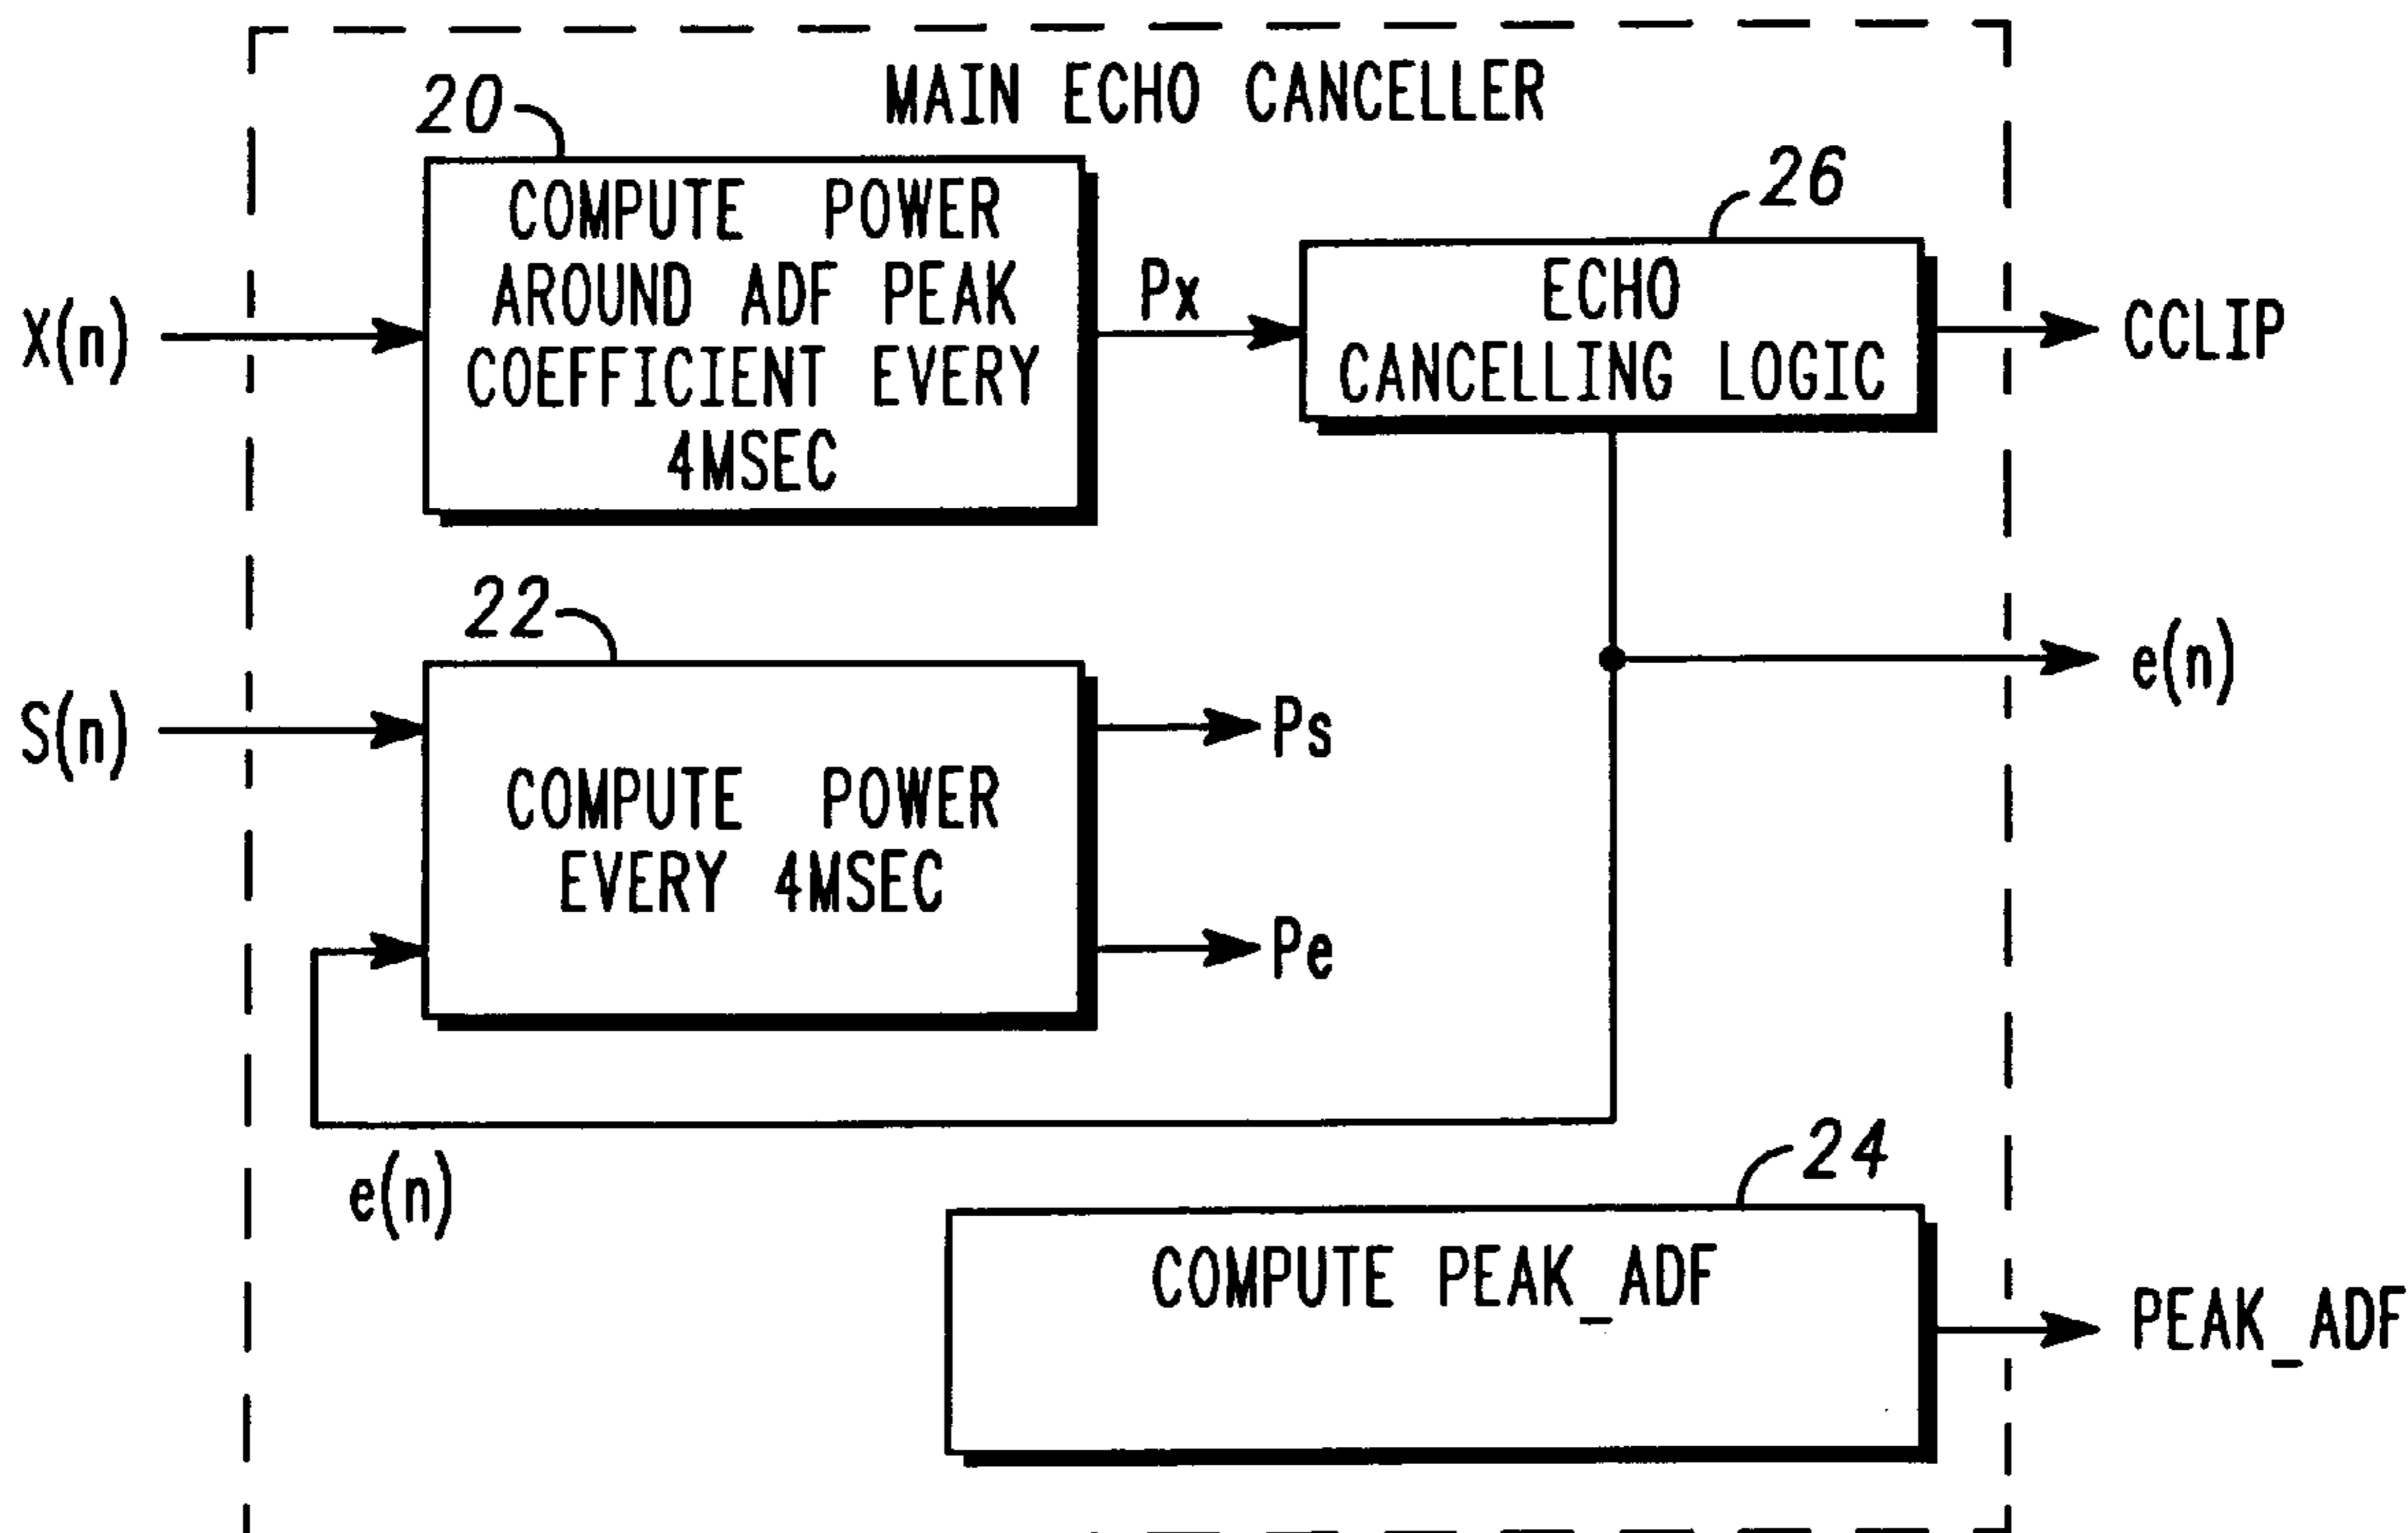 MAIN ECHO CANCELLER
20
COMPUTE POWER
AROUND ADF PEAK
COEFFICIENT EVERY
4MSEC
X(n)
Px
26
ECHO
CANCELLING LOGIC
CCLIP
22
S(n)
COMPUTE POWER
EVERY 4MSEC
Ps
Pe
e(n)
e(n)
24
COMPUTE PEAK_ADF
PEAK_ADF